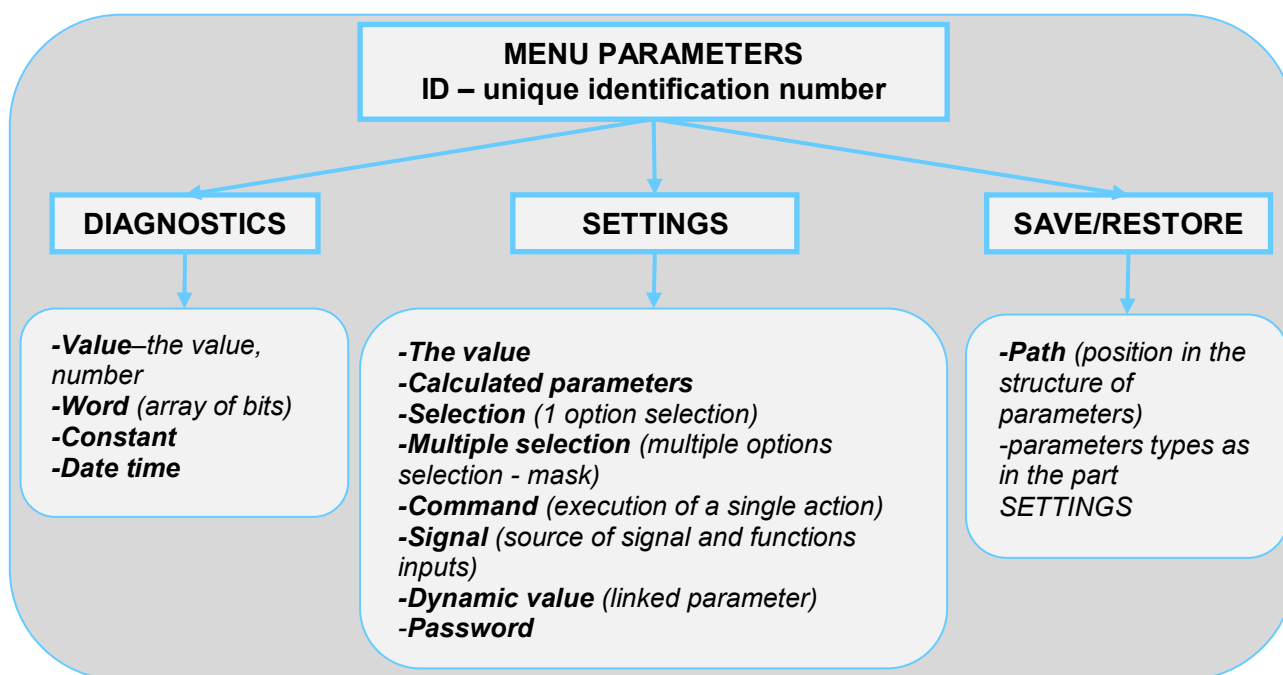 MENU PARAMETERS
ID – unique identification number
DIAGNOSTICS
SETTINGS
SAVE/RESTORE
-Value–the value,
number
-Word (array of bits)
-Constant
-Date time
-The value
-Calculated parameters
-Selection (1 option selection)
-Multiple selection (multiple options
selection - mask)
-Command (execution of a single action)
-Signal (source of signal and functions
inputs)
-Dynamic value (linked parameter)
-Password
-Path (position in the
structure of
parameters)
-parameters types as
in the part
SETTINGS